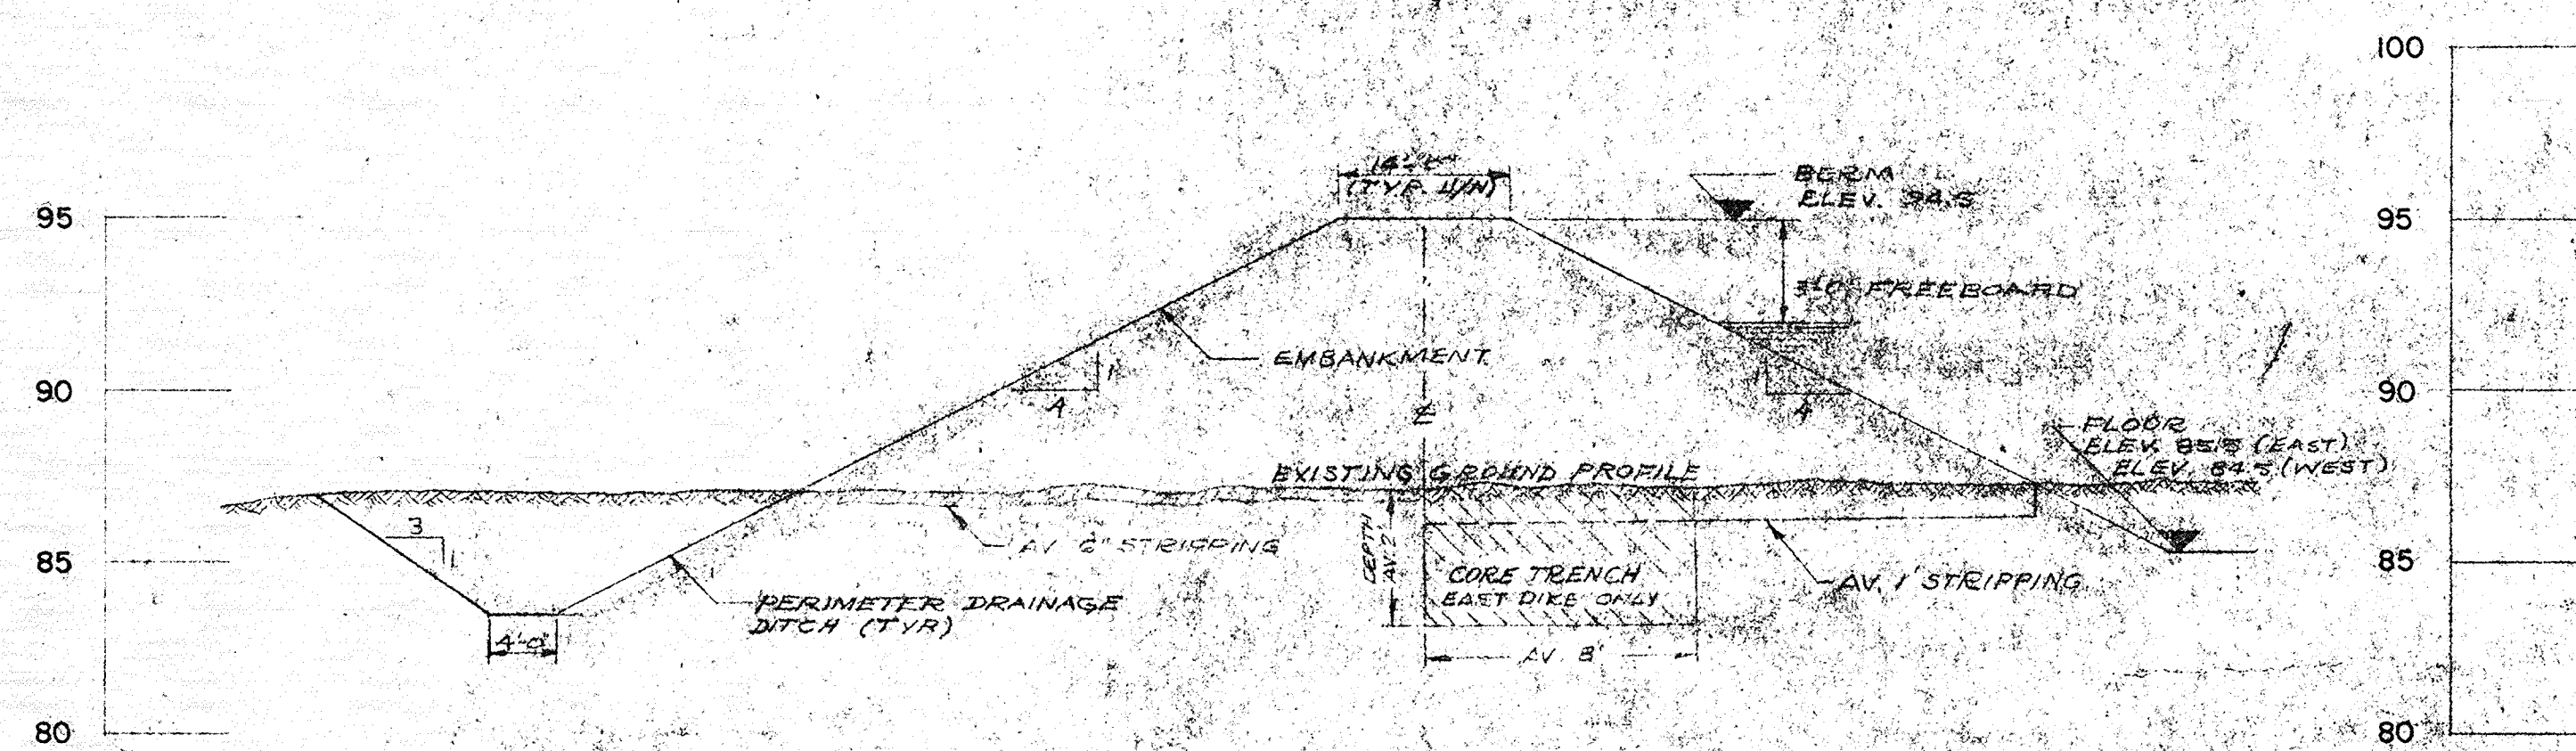 100
14'-0"
(TYP. U/N)
BERM
ELEV. 94.5
95
95
3'-0" FREEBOARD
EMBANKMENT
1
4
1
4
90
90
℄
FLOOR
ELEV. 85.5 (EAST)
ELEV. 84.5 (WEST)
EXISTING GROUND PROFILE
3
1
AV. 6" STRIPPING
DEPTH
AV. 2'
85
85
CORE TRENCH
EAST DIKE ONLY
AV. 1' STRIPPING
PERIMETER DRAINAGE
DITCH (TYP)
4'-0"
AV. 8'
80
80